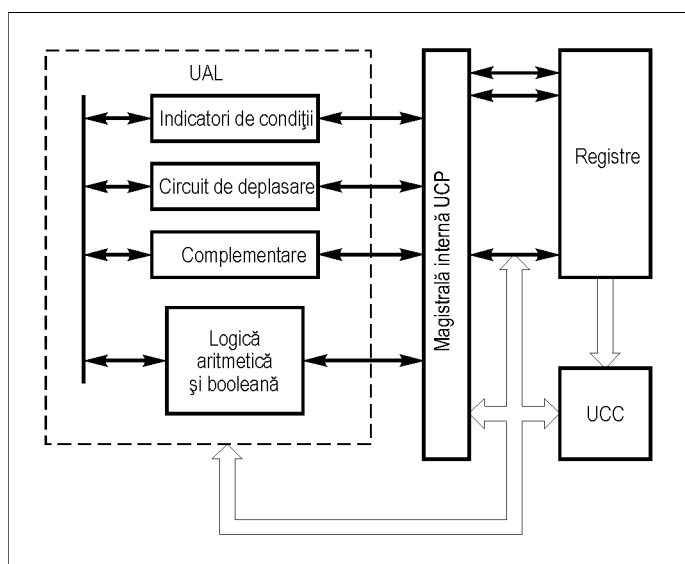 UAL
Indicatori de condiţii
Circuit de deplasare
Complementare
Logică
aritmetică
şi booleană
Magistrală internă UCP
Registre
UCC